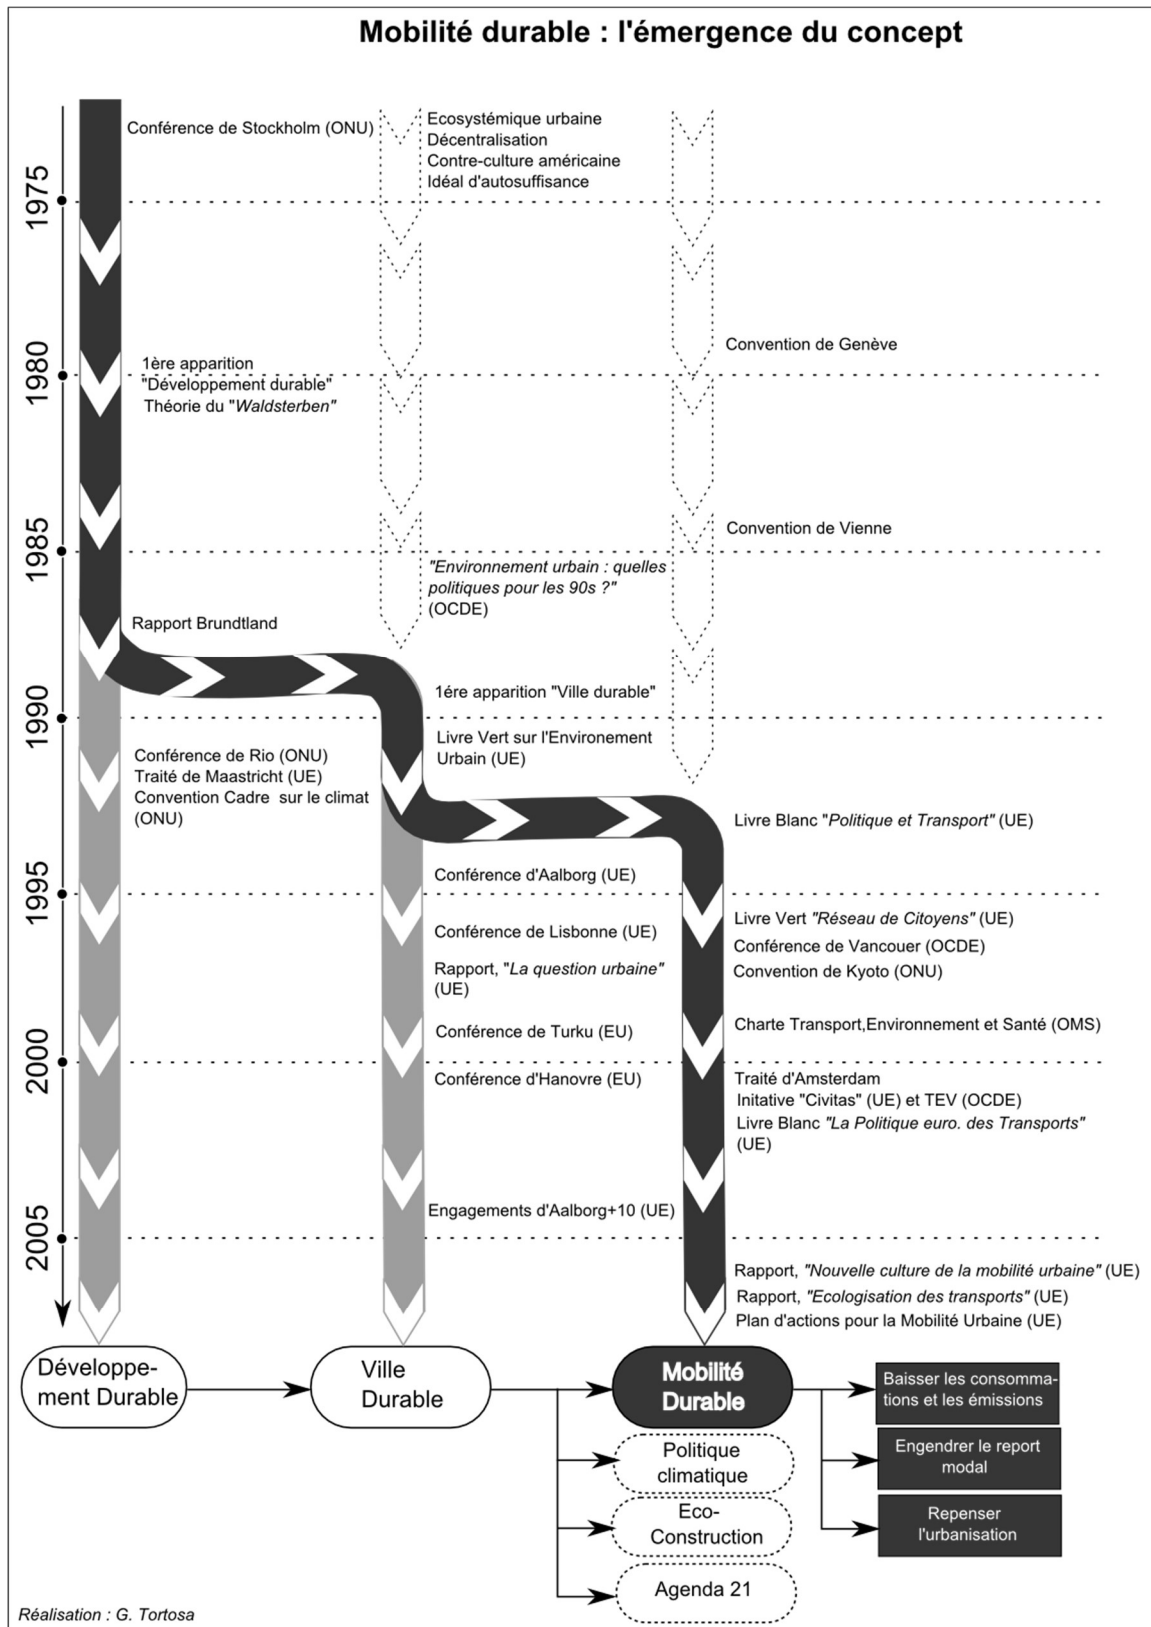 Mobilité durable : l'émergence du concept
Conférence de Stockholm (ONU)
Ecosystémique urbaine
Décentralisation
Contre-culture américaine
Idéal d'autosuffisance
1975
Convention de Genève
1980
1ère apparition
"Développement durable"
Théorie du "Waldsterben"
Convention de Vienne
1985
"Environnement urbain : quelles
politiques pour les 90s ?"
(OCDE)
Rapport Brundtland
1ére apparition "Ville durable"
1990
Livre Vert sur l'Environement
Urbain (UE)
Conférence de Rio (ONU)
Traité de Maastricht (UE)
Convention Cadre sur le climat
(ONU)
Livre Blanc "Politique et Transport" (UE)
Conférence d'Aalborg (UE)
1995
Livre Vert "Réseau de Citoyens" (UE)
Conférence de Lisbonne (UE)
Conférence de Vancouer (OCDE)
Rapport, "La question urbaine"
(UE)
Convention de Kyoto (ONU)
Conférence de Turku (EU)
Charte Transport,Environnement et Santé (OMS)
2000
Conférence d'Hanovre (EU)
Traité d'Amsterdam
Initative "Civitas" (UE) et TEV (OCDE)
Livre Blanc "La Politique euro. des Transports"
(UE)
Engagements d'Aalborg+10 (UE)
2005
Rapport, "Nouvelle culture de la mobilité urbaine" (UE)
Rapport, "Ecologisation des transports" (UE)
Plan d'actions pour la Mobilité Urbaine (UE)
Développe-
ment Durable
Ville
Durable
Mobilité
Durable
Baisser les consomma-
tions et les émissions
Politique
climatique
Engendrer le report
modal
Eco-
Construction
Repenser
l'urbanisation
Agenda 21
Réalisation : G. Tortosa